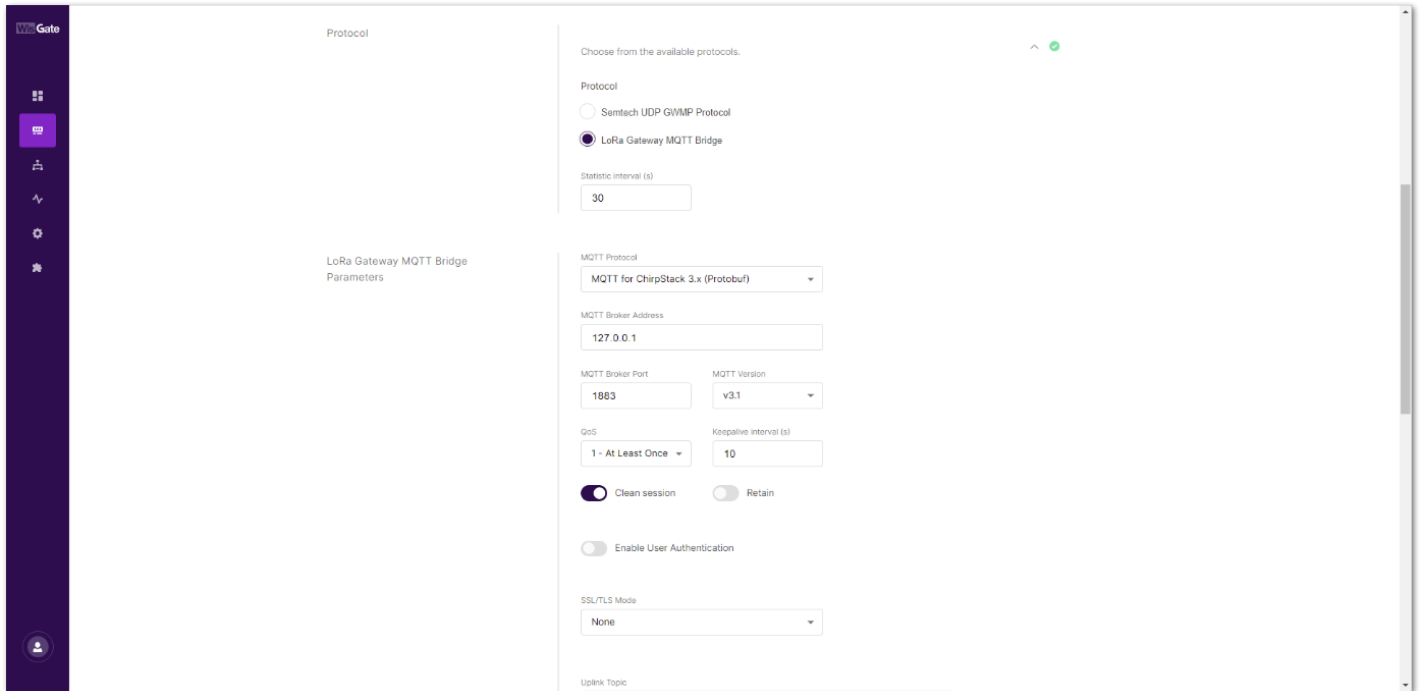 WisGate
Protocol
Choose from the available protocols.
Protocol
Semtech UDP GWMP Protocol
LoRa Gateway MQTT Bridge
Statistic interval (s)
30
LoRa Gateway MQTT Bridge
Parameters
MQTT Protocol
MQTT for ChirpStack 3.x (Protobuf)
MQTT Broker Address
127.0.0.1
MQTT Broker Port
MQTT Version
1883
v3.1
QoS
Keepalive interval (s)
1 - At Least Once
10
Clean session
Retain
Enable User Authentication
SSL/TLS Mode
None
Uplink Topic